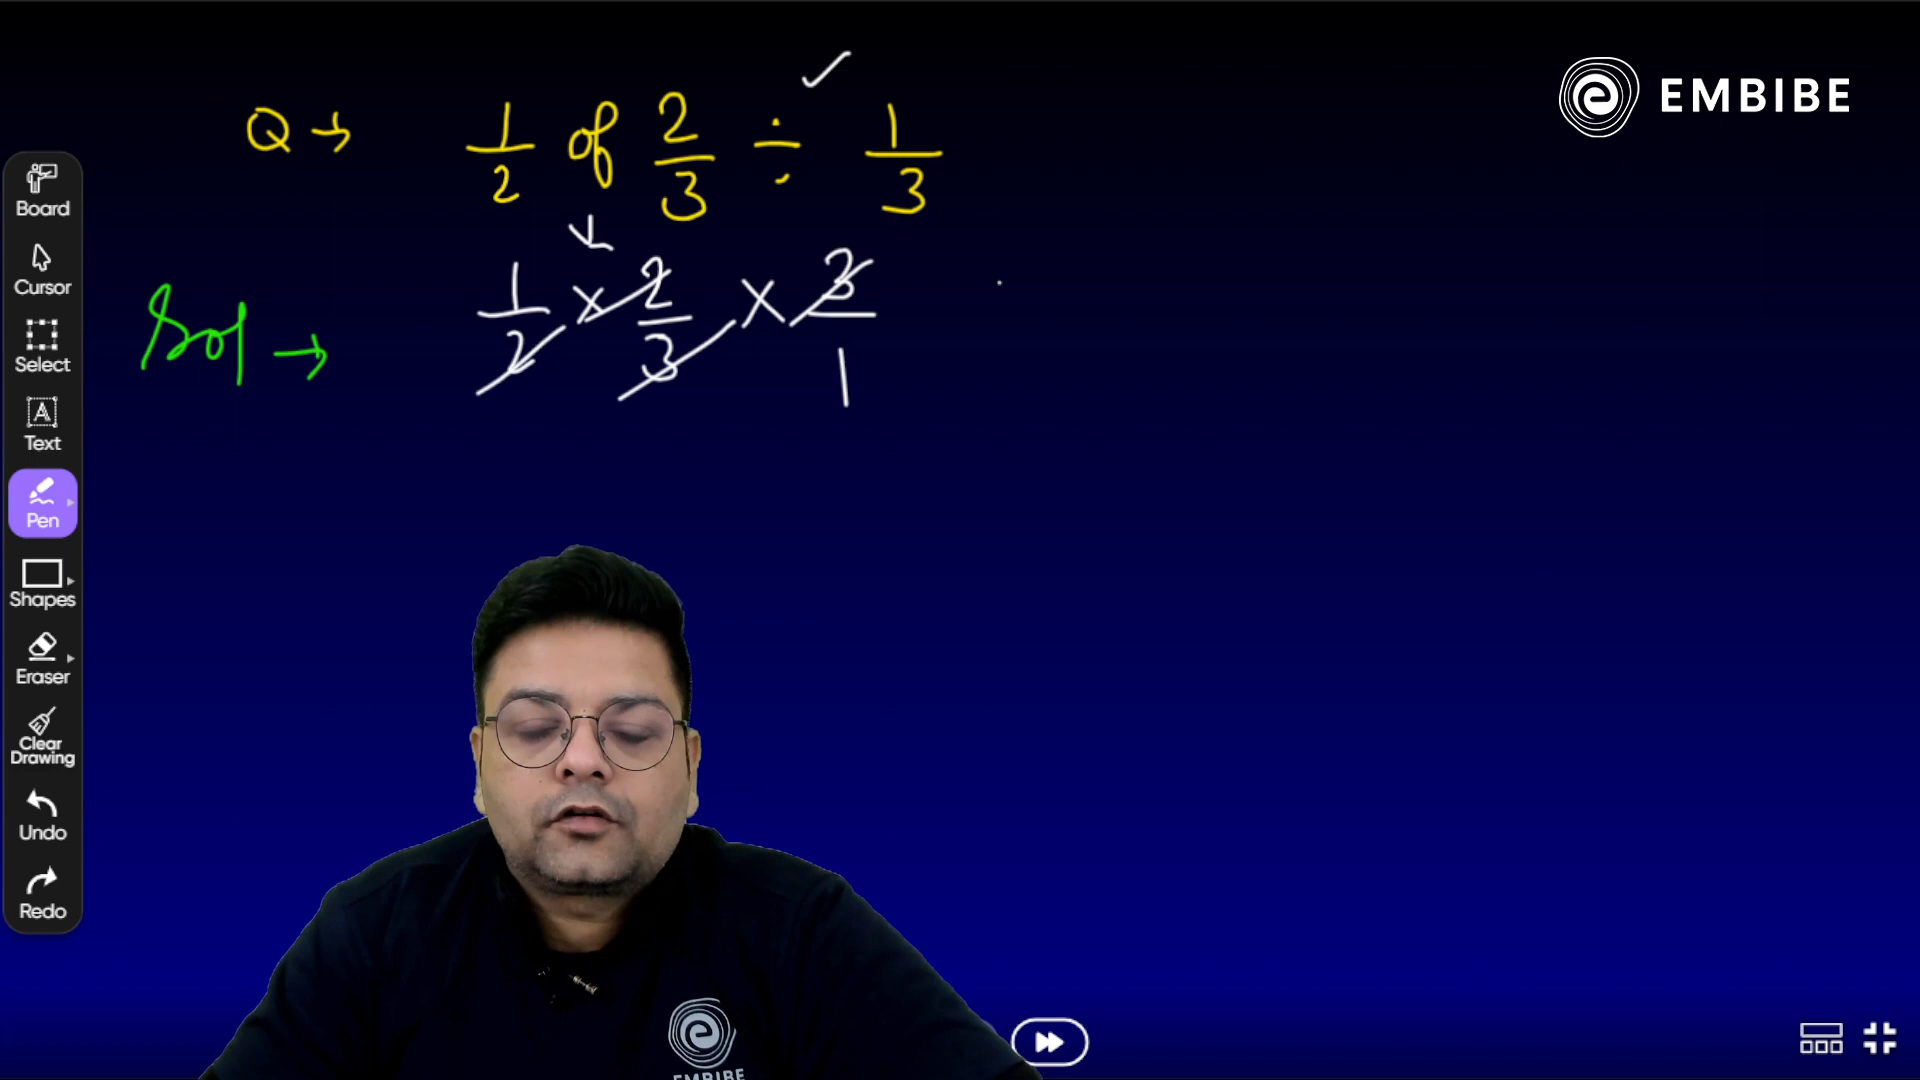 EMBIBE
Q → 1/2 of 2/3 ÷ 1/3
Sol → 1/2 × 2/3 × 3/1
Board
Cursor
Select
Text
Pen
Shapes
Eraser
Clear
Drawing
Undo
Redo
EMBIBE